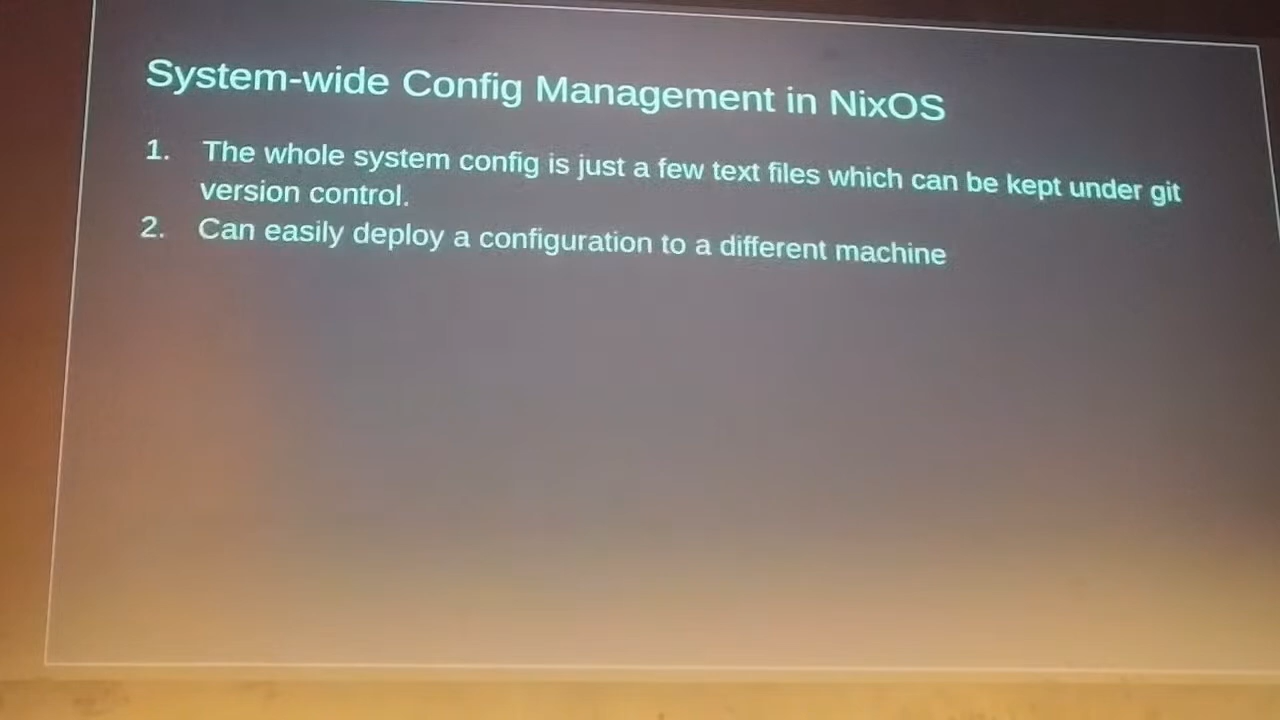 System-wide Config Management in NixOS
1. The whole system config is just a few text files which can be kept under git
version control.
2. Can easily deploy a configuration to a different machine